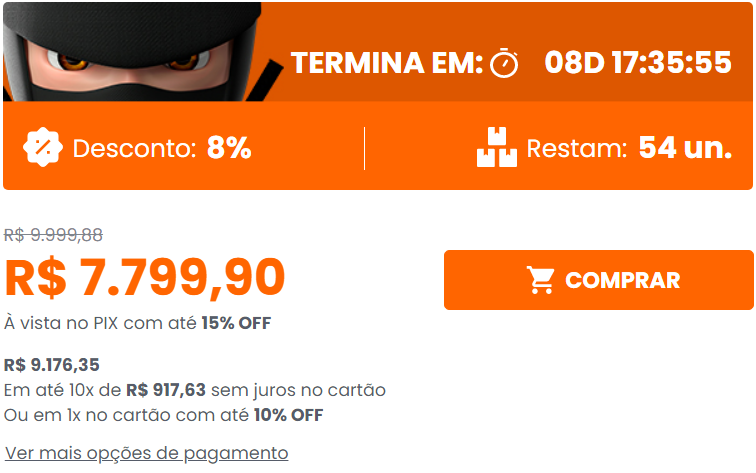 TERMINA EM: 08D 17:35:55
Desconto: 8% Restam: 54 un.
R$ 9.999,88
R$ 7.799,90
COMPRAR
À vista no PIX com até 15% OFF
R$ 9.176,35
Em até 10x de R$ 917,63 sem juros no cartão
Ou em 1x no cartão com até 10% OFF
Ver mais opções de pagamento